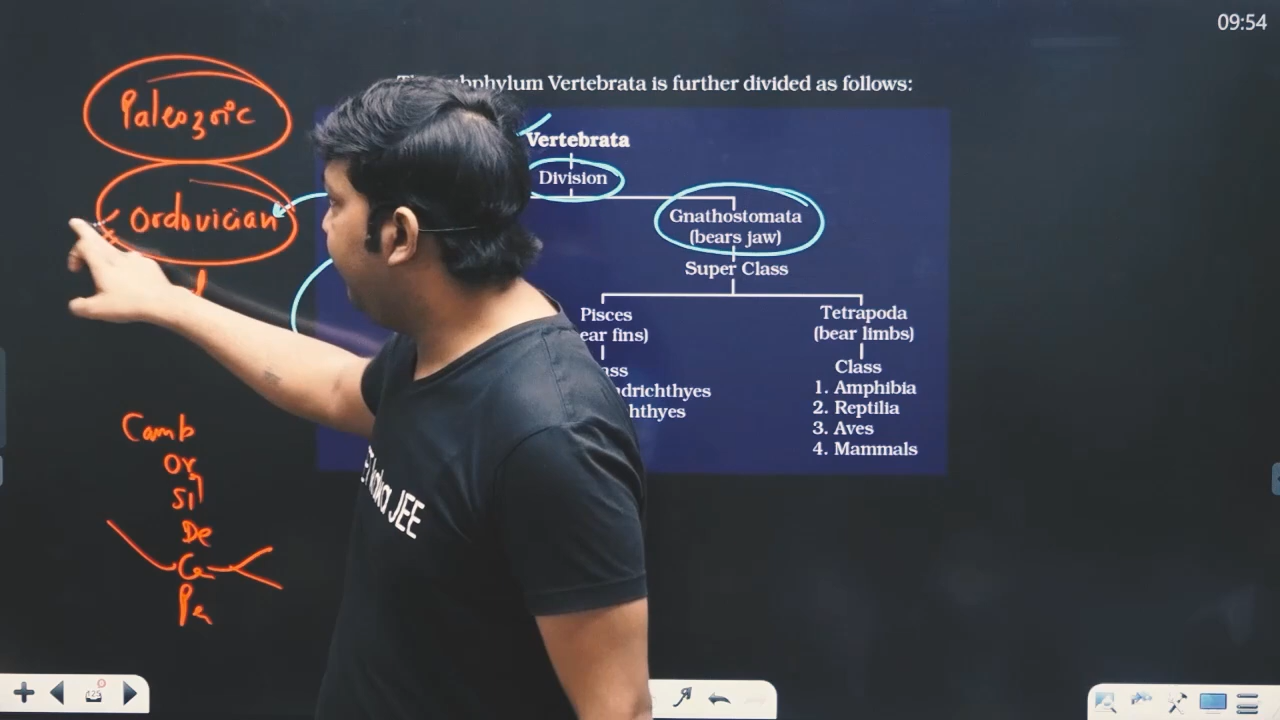 09:54
Paleozoic
Ordovician
Camb
Or
Sil
De
Ca
Pe
subphylum Vertebrata is further divided as follows:
Vertebrata
Division
Gnathostomata
(bears jaw)
Super Class
Pisces
ear fins)
ass
ndrichthyes
hthyes
Tetrapoda
(bear limbs)
Class
1. Amphibia
2. Reptilia
3. Aves
4. Mammals
JEE